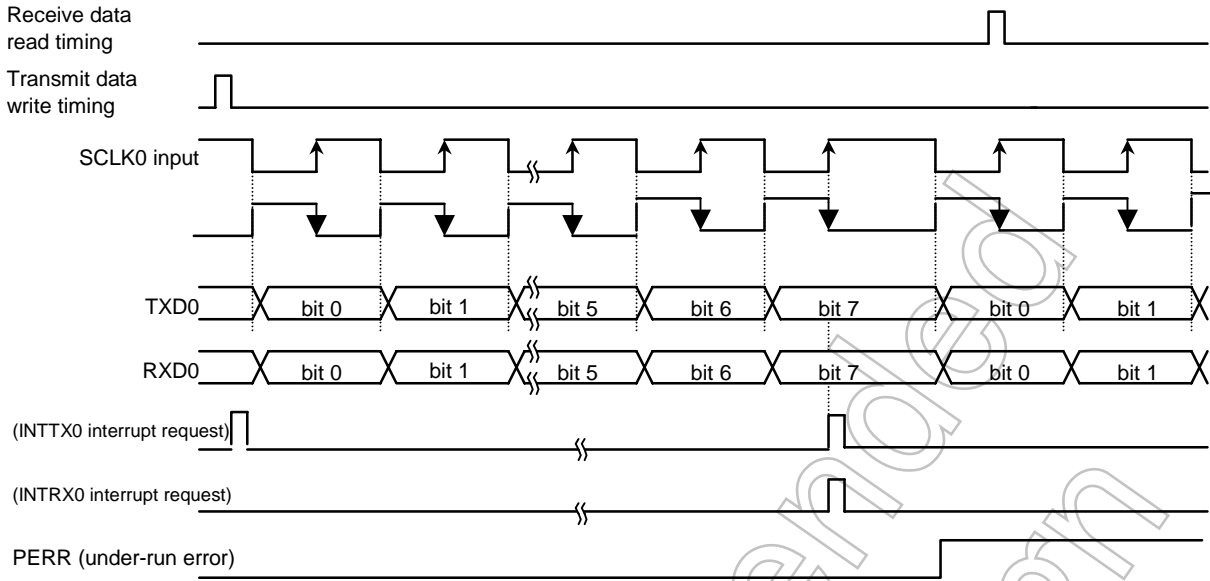 Receive data
read timing
Transmit data
write timing
SCLK0 input
TXD0
bit 0 bit 1 bit 5 bit 6 bit 7 bit 0 bit 1
RXD0
bit 0 bit 1 bit 5 bit 6 bit 7 bit 0 bit 1
(INTTX0 interrupt request)
(INTRX0 interrupt request)
PERR (under-run error)